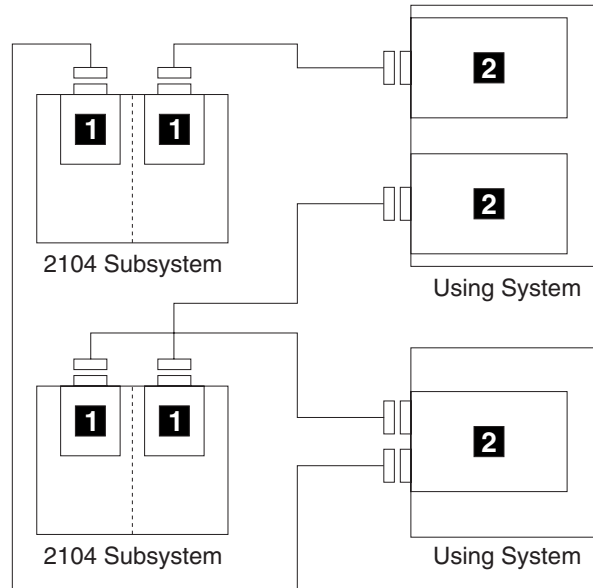 1 1 2
2
2104 Subsystem
Using System
1 1 2
2104 Subsystem Using System